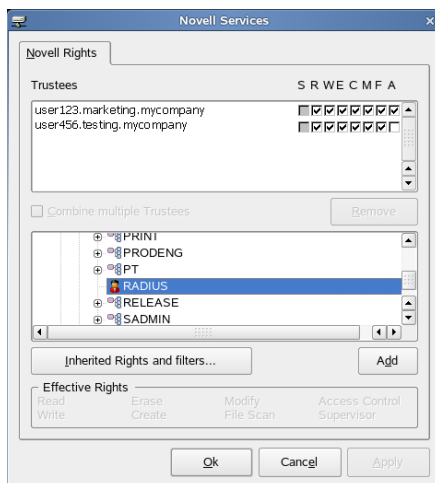 Novell Services
Novell Rights
Trustees S R W E C M F A
user123.marketing.mycompany
user456.testing.mycompany
Combine multiple Trustees Remove
PRINT
PRODENG
PT
RADIUS
RELEASE
SADMIN
Inherited Rights and filters... Add
Effective Rights
Read Erase Modify Access Control
Write Create File Scan Supervisor
Ok Cancel Apply